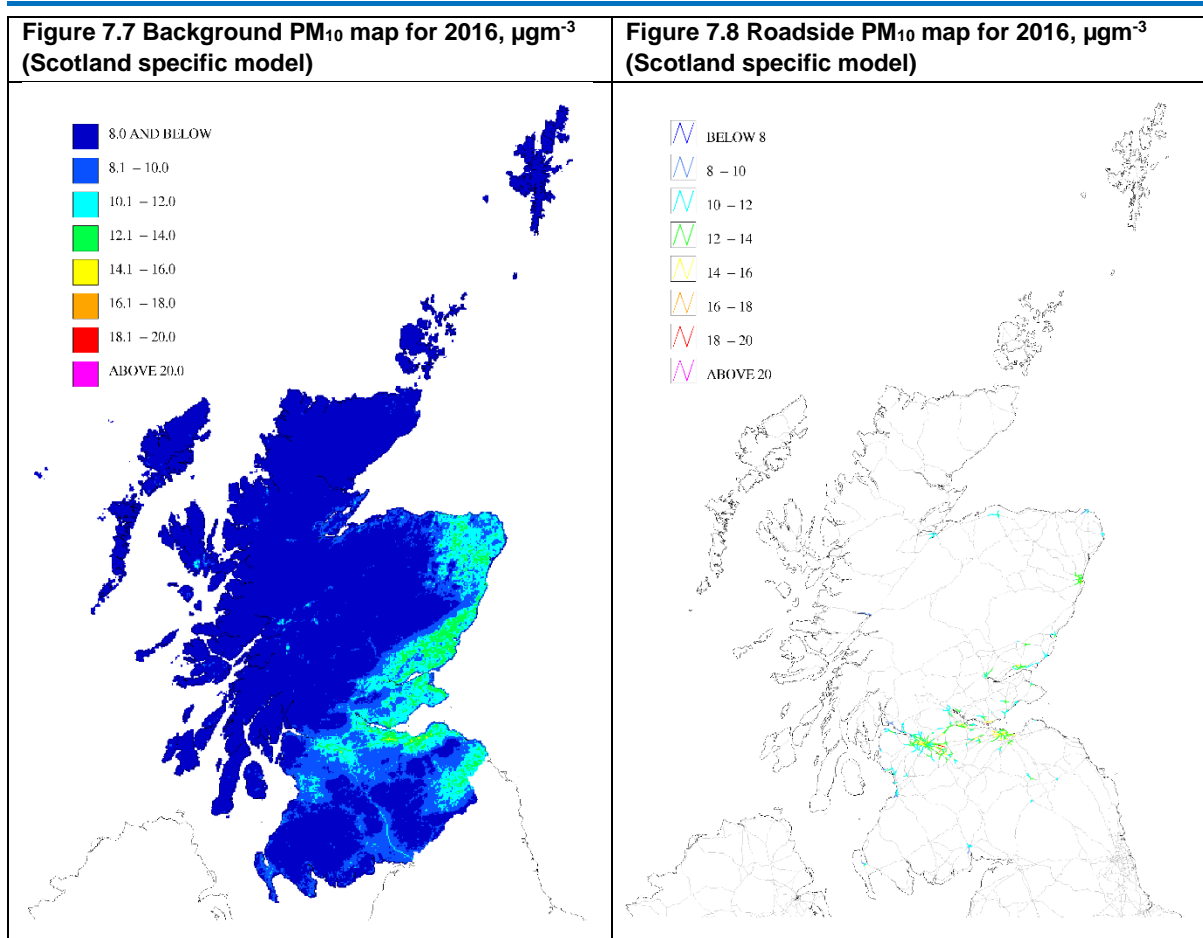 Figure 7.7 Background PM₁₀ map for 2016, µgm⁻³
(Scotland specific model)
8.0 AND BELOW
8.1 – 10.0
10.1 – 12.0
12.1 – 14.0
14.1 – 16.0
16.1 – 18.0
18.1 – 20.0
ABOVE 20.0
Figure 7.8 Roadside PM₁₀ map for 2016, µgm⁻³
(Scotland specific model)
BELOW 8
8 – 10
10 – 12
12 – 14
14 – 16
16 – 18
18 – 20
ABOVE 20